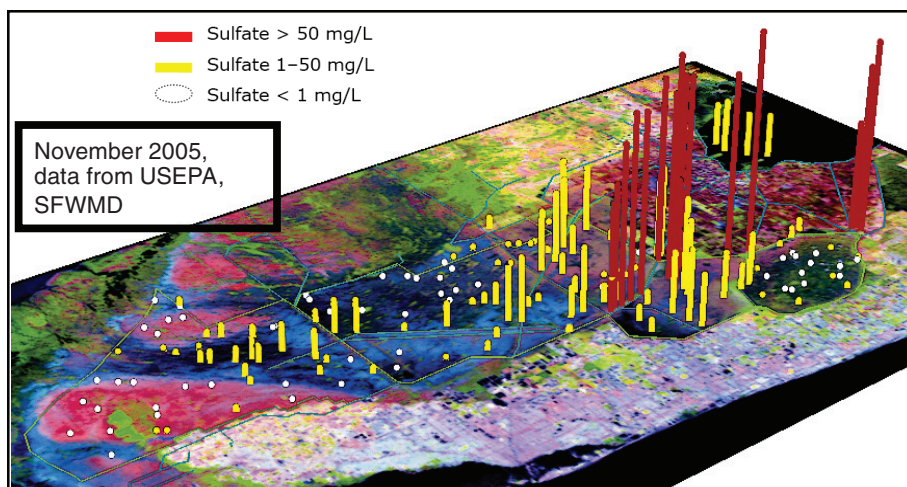 Sulfate > 50 mg/L
Sulfate 1–50 mg/L
Sulfate < 1 mg/L
November 2005,
data from USEPA,
SFWMD